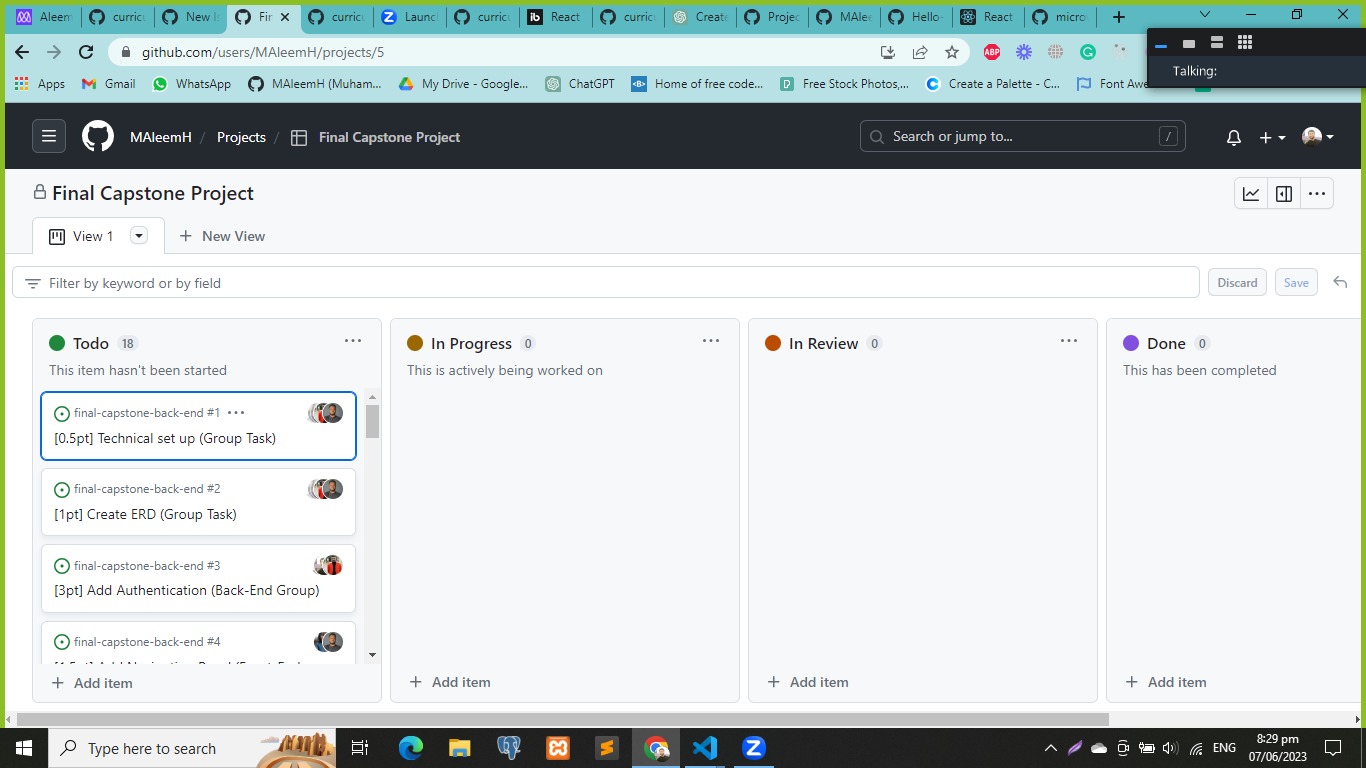 Aleem
curricu
New Is
Fin
curricu
Launc
curricu
React
curricu
Create
Projec
MAlee
Hello-
React
micro
github.com/users/MAleemH/projects/5
ABP
Talking:
Apps
Gmail
WhatsApp
MAleemH (Muham...
My Drive - Google...
ChatGPT
Home of free code...
Free Stock Photos,...
Create a Palette - C...
Font Awe
MAleemH / Projects / Final Capstone Project
Search or jump to... /
Final Capstone Project
View 1
New View
Filter by keyword or by field
Discard
Save
Todo 18
This item hasn't been started
final-capstone-back-end #1
[0.5pt] Technical set up (Group Task)
final-capstone-back-end #2
[1pt] Create ERD (Group Task)
final-capstone-back-end #3
[3pt] Add Authentication (Back-End Group)
final-capstone-back-end #4
Add item
In Progress 0
This is actively being worked on
Add item
In Review 0
Add item
Done 0
This has been completed
Add item
Type here to search
ENG
8:29 pm
07/06/2023